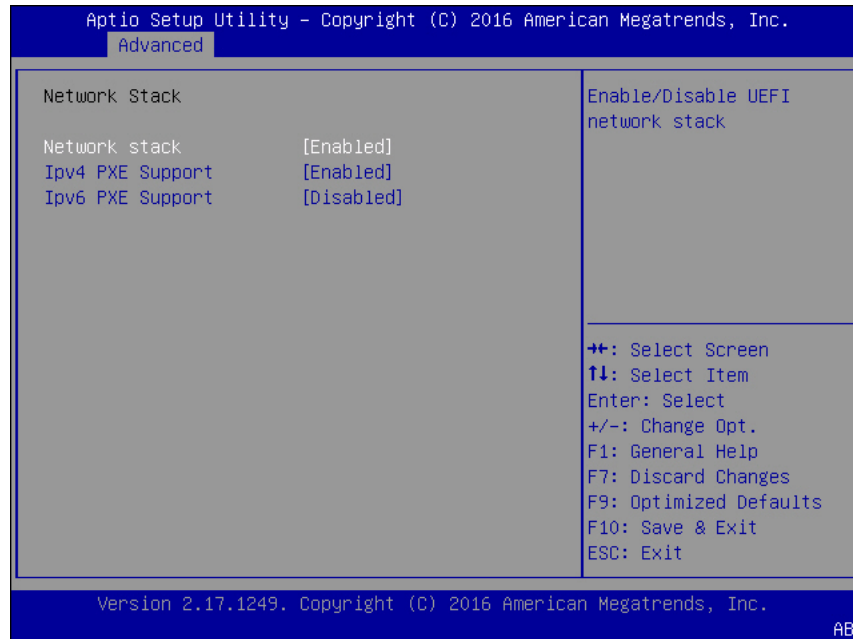 Aptio Setup Utility – Copyright (C) 2016 American Megatrends, Inc.
Advanced
Network Stack
Network stack [Enabled]
Ipv4 PXE Support [Enabled]
Ipv6 PXE Support [Disabled]
Enable/Disable UEFI
network stack
→←: Select Screen
↑↓: Select Item
Enter: Select
+/-: Change Opt.
F1: General Help
F7: Discard Changes
F9: Optimized Defaults
F10: Save & Exit
ESC: Exit
Version 2.17.1249. Copyright (C) 2016 American Megatrends, Inc.
AB